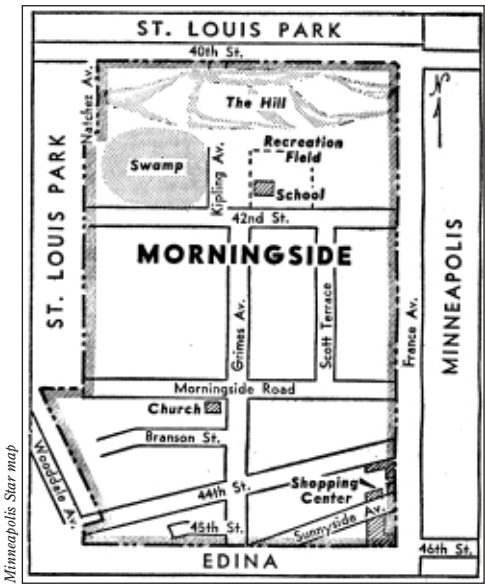 ST. LOUIS PARK
40th St.
N
Natchez Av.
The Hill
Recreation
Field
Swamp
Kipling Av.
School
42nd St.
ST. LOUIS PARK
MORNINGSIDE
MINNEAPOLIS
Grimes Av.
Scott Terrace
France Av.
Morningside Road
Church
Branson St.
Wooddale Av.
44th St.
Shopping
Center
45th St.
Sunnyside Av.
46th St.
EDINA
Minneapolis Star map